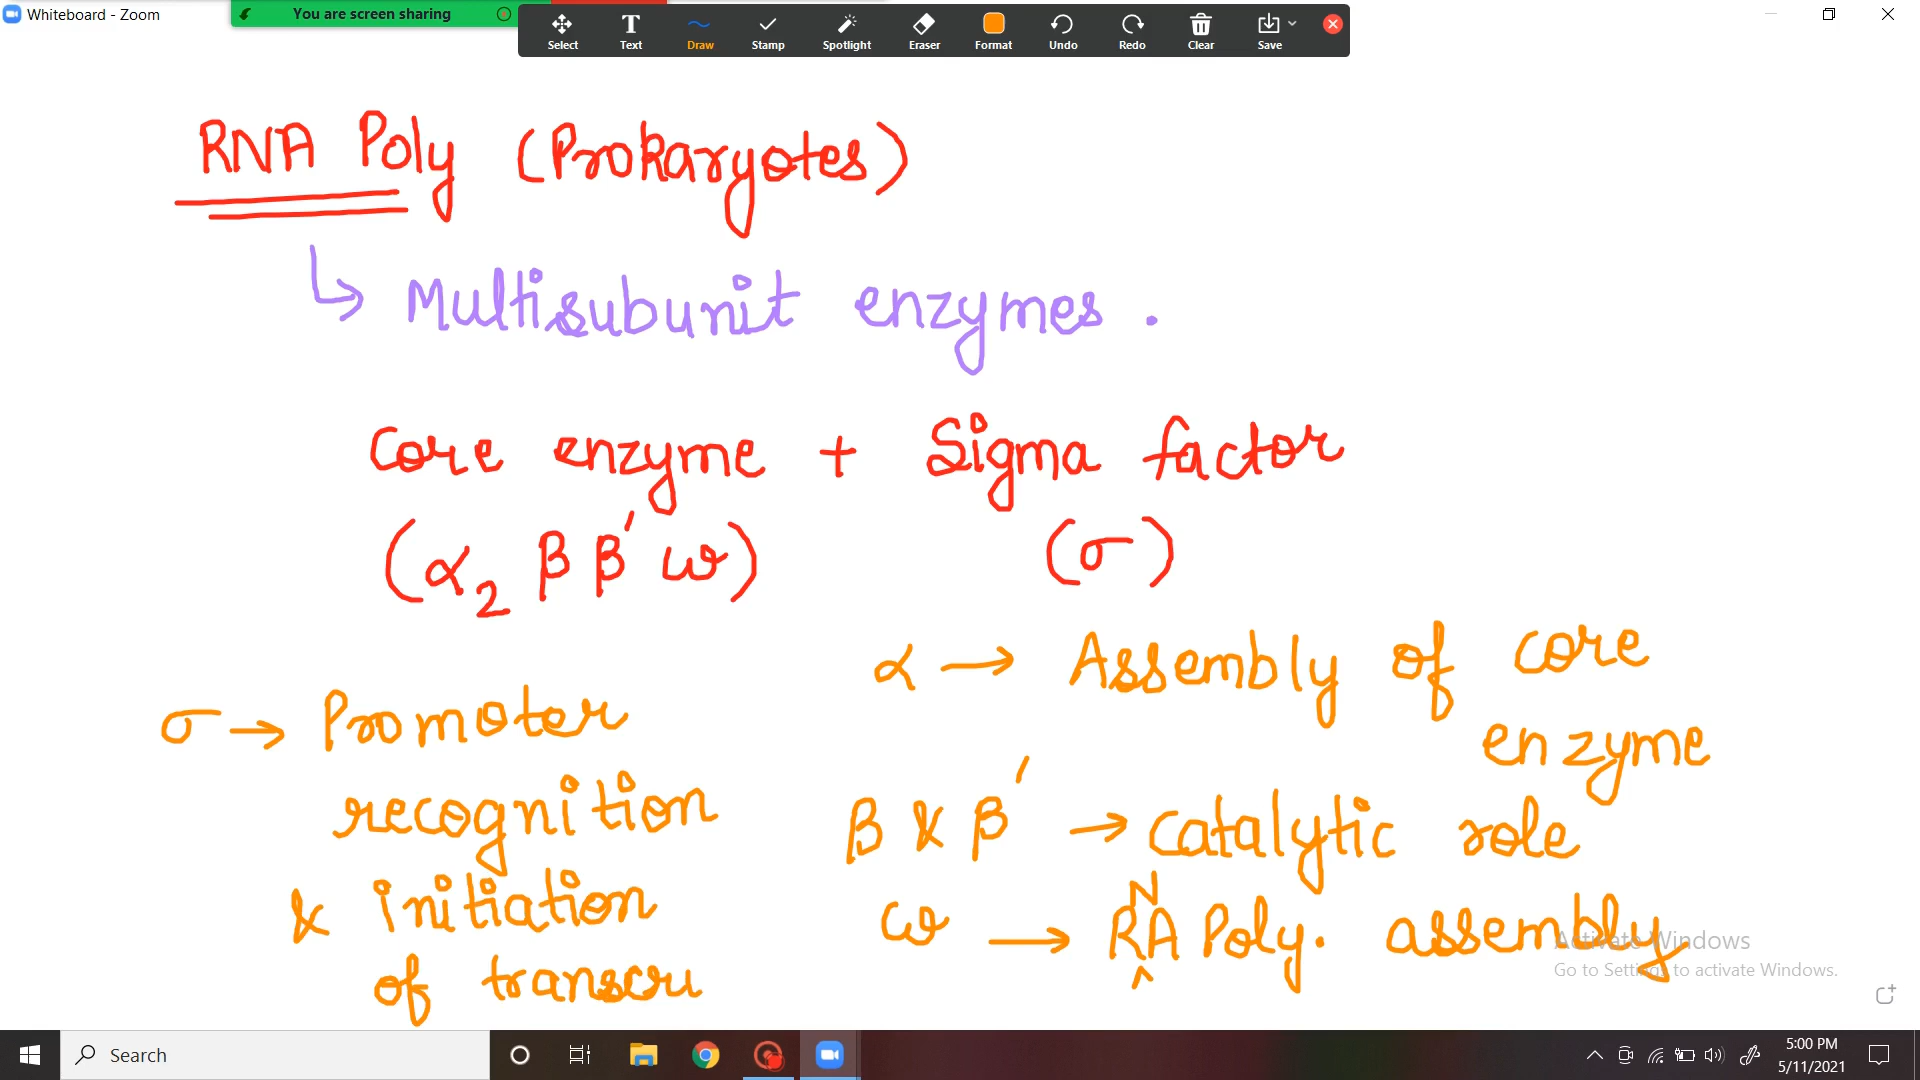 Whiteboard - Zoom
You are screen sharing
Select Text Draw Stamp Spotlight Eraser Format Undo Redo Clear Save
RNA Poly (Prokaryotes)
↳ Multisubunit enzymes .
Core enzyme + Sigma factor
(α₂ β β′ ω) (σ)
σ → Promoter
recognition
& initiation
of transcri
α → Assembly of core
enzyme
β & β′ → catalytic role
ω → RNA Poly. assembly
Activate Windows
Go to Settings to activate Windows.
Search
5:00 PM
5/11/2021